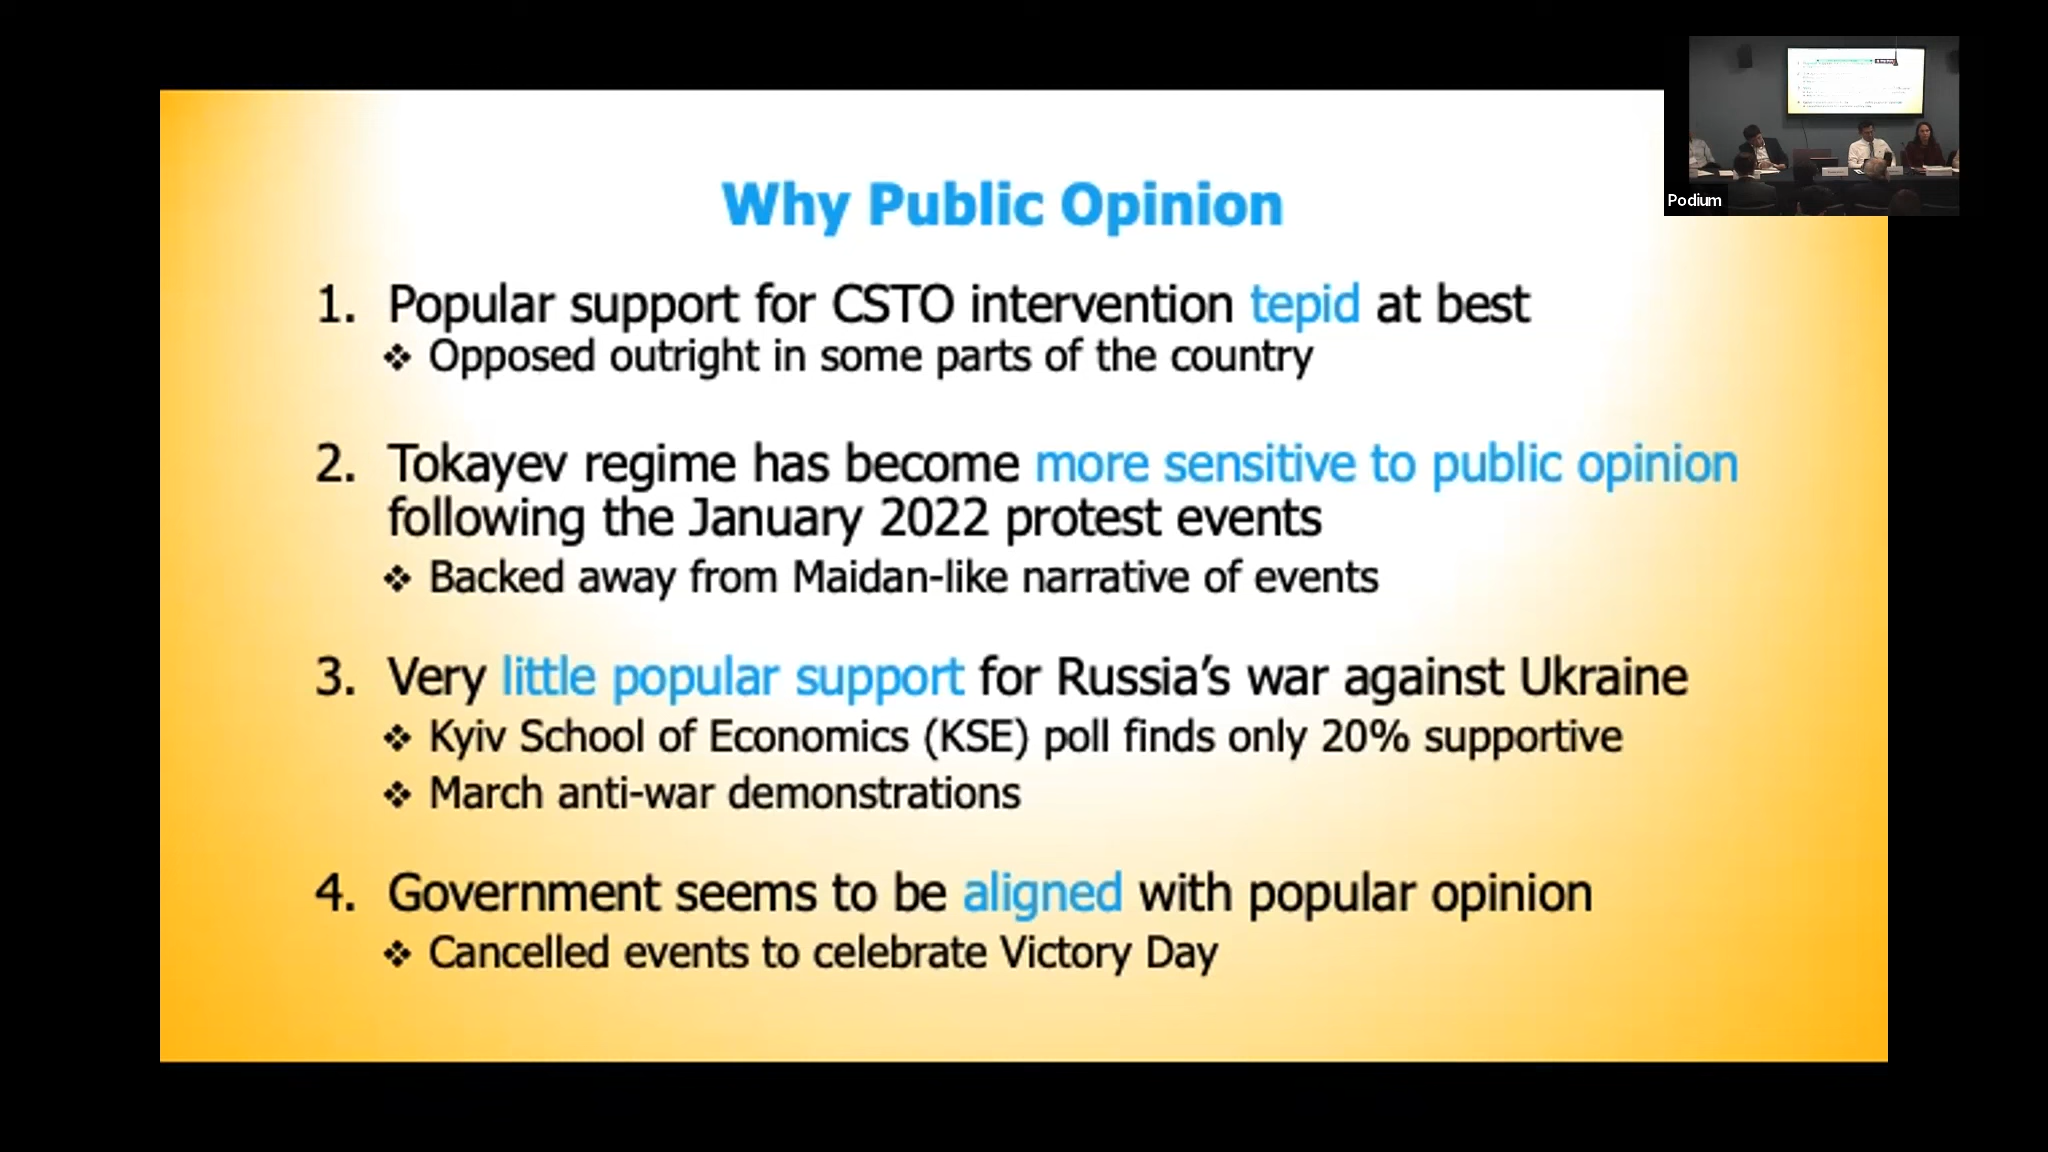 Why Public Opinion
1. Popular support for CSTO intervention tepid at best
❖ Opposed outright in some parts of the country
2. Tokayev regime has become more sensitive to public opinion
following the January 2022 protest events
❖ Backed away from Maidan-like narrative of events
3. Very little popular support for Russia’s war against Ukraine
❖ Kyiv School of Economics (KSE) poll finds only 20% supportive
❖ March anti-war demonstrations
4. Government seems to be aligned with popular opinion
❖ Cancelled events to celebrate Victory Day
Podium